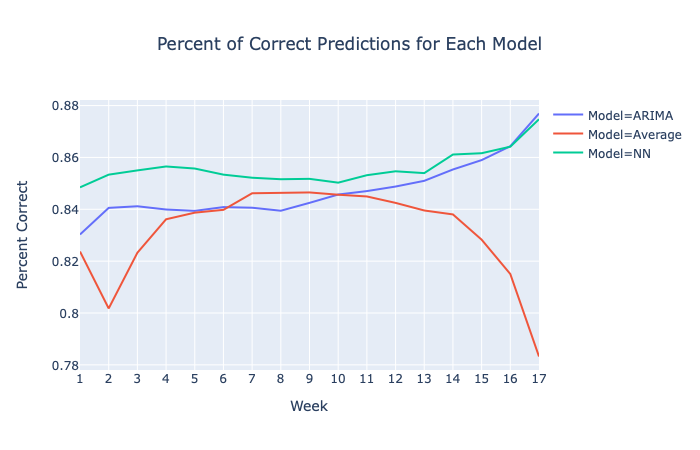 Percent of Correct Predictions for Each Model
0.88
0.86
0.84
0.82
0.8
0.78
Percent Correct
1 2 3 4 5 6 7 8 9 10 11 12 13 14 15 16 17
Week
Model=ARIMA
Model=Average
Model=NN